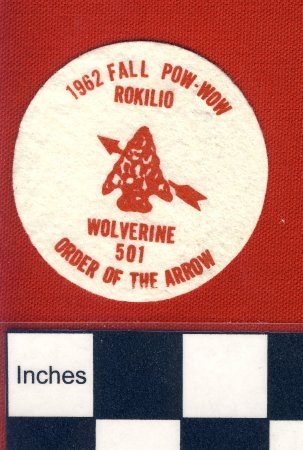 1962 FALL POW-WOW
ROKILIO
WOLVERINE
501
ORDER OF THE ARROW
Inches